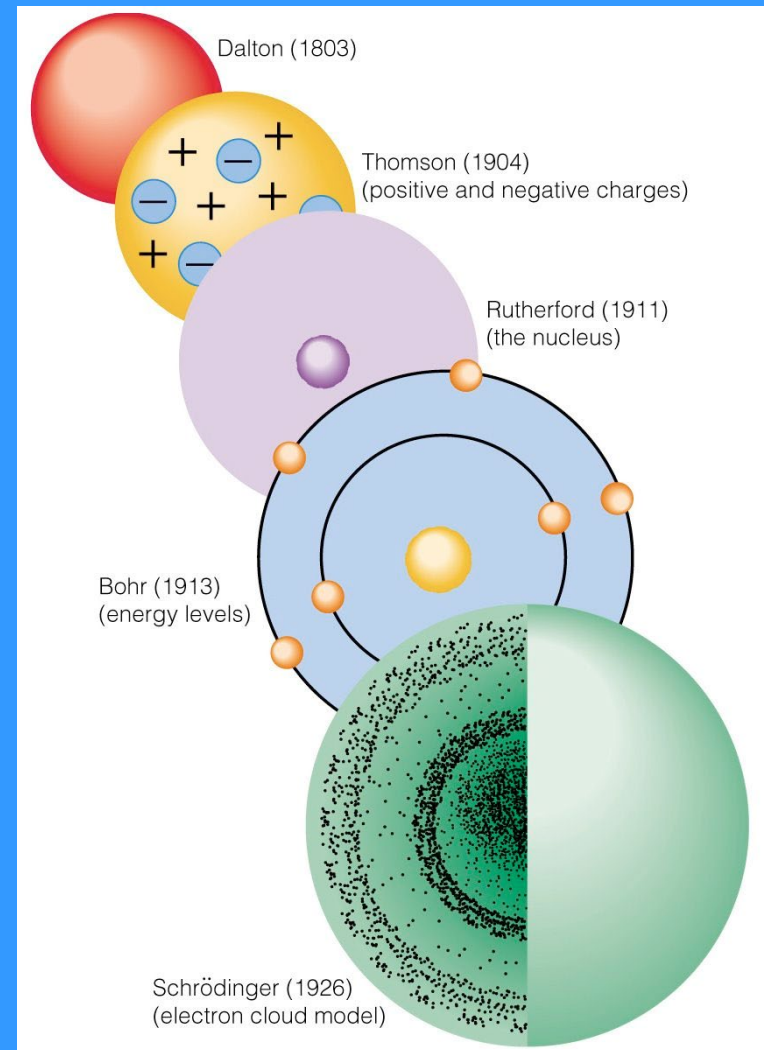 Dalton (1803)
Thomson (1904)
(positive and negative charges)
Rutherford (1911)
(the nucleus)
Bohr (1913)
(energy levels)
Schrödinger (1926)
(electron cloud model)